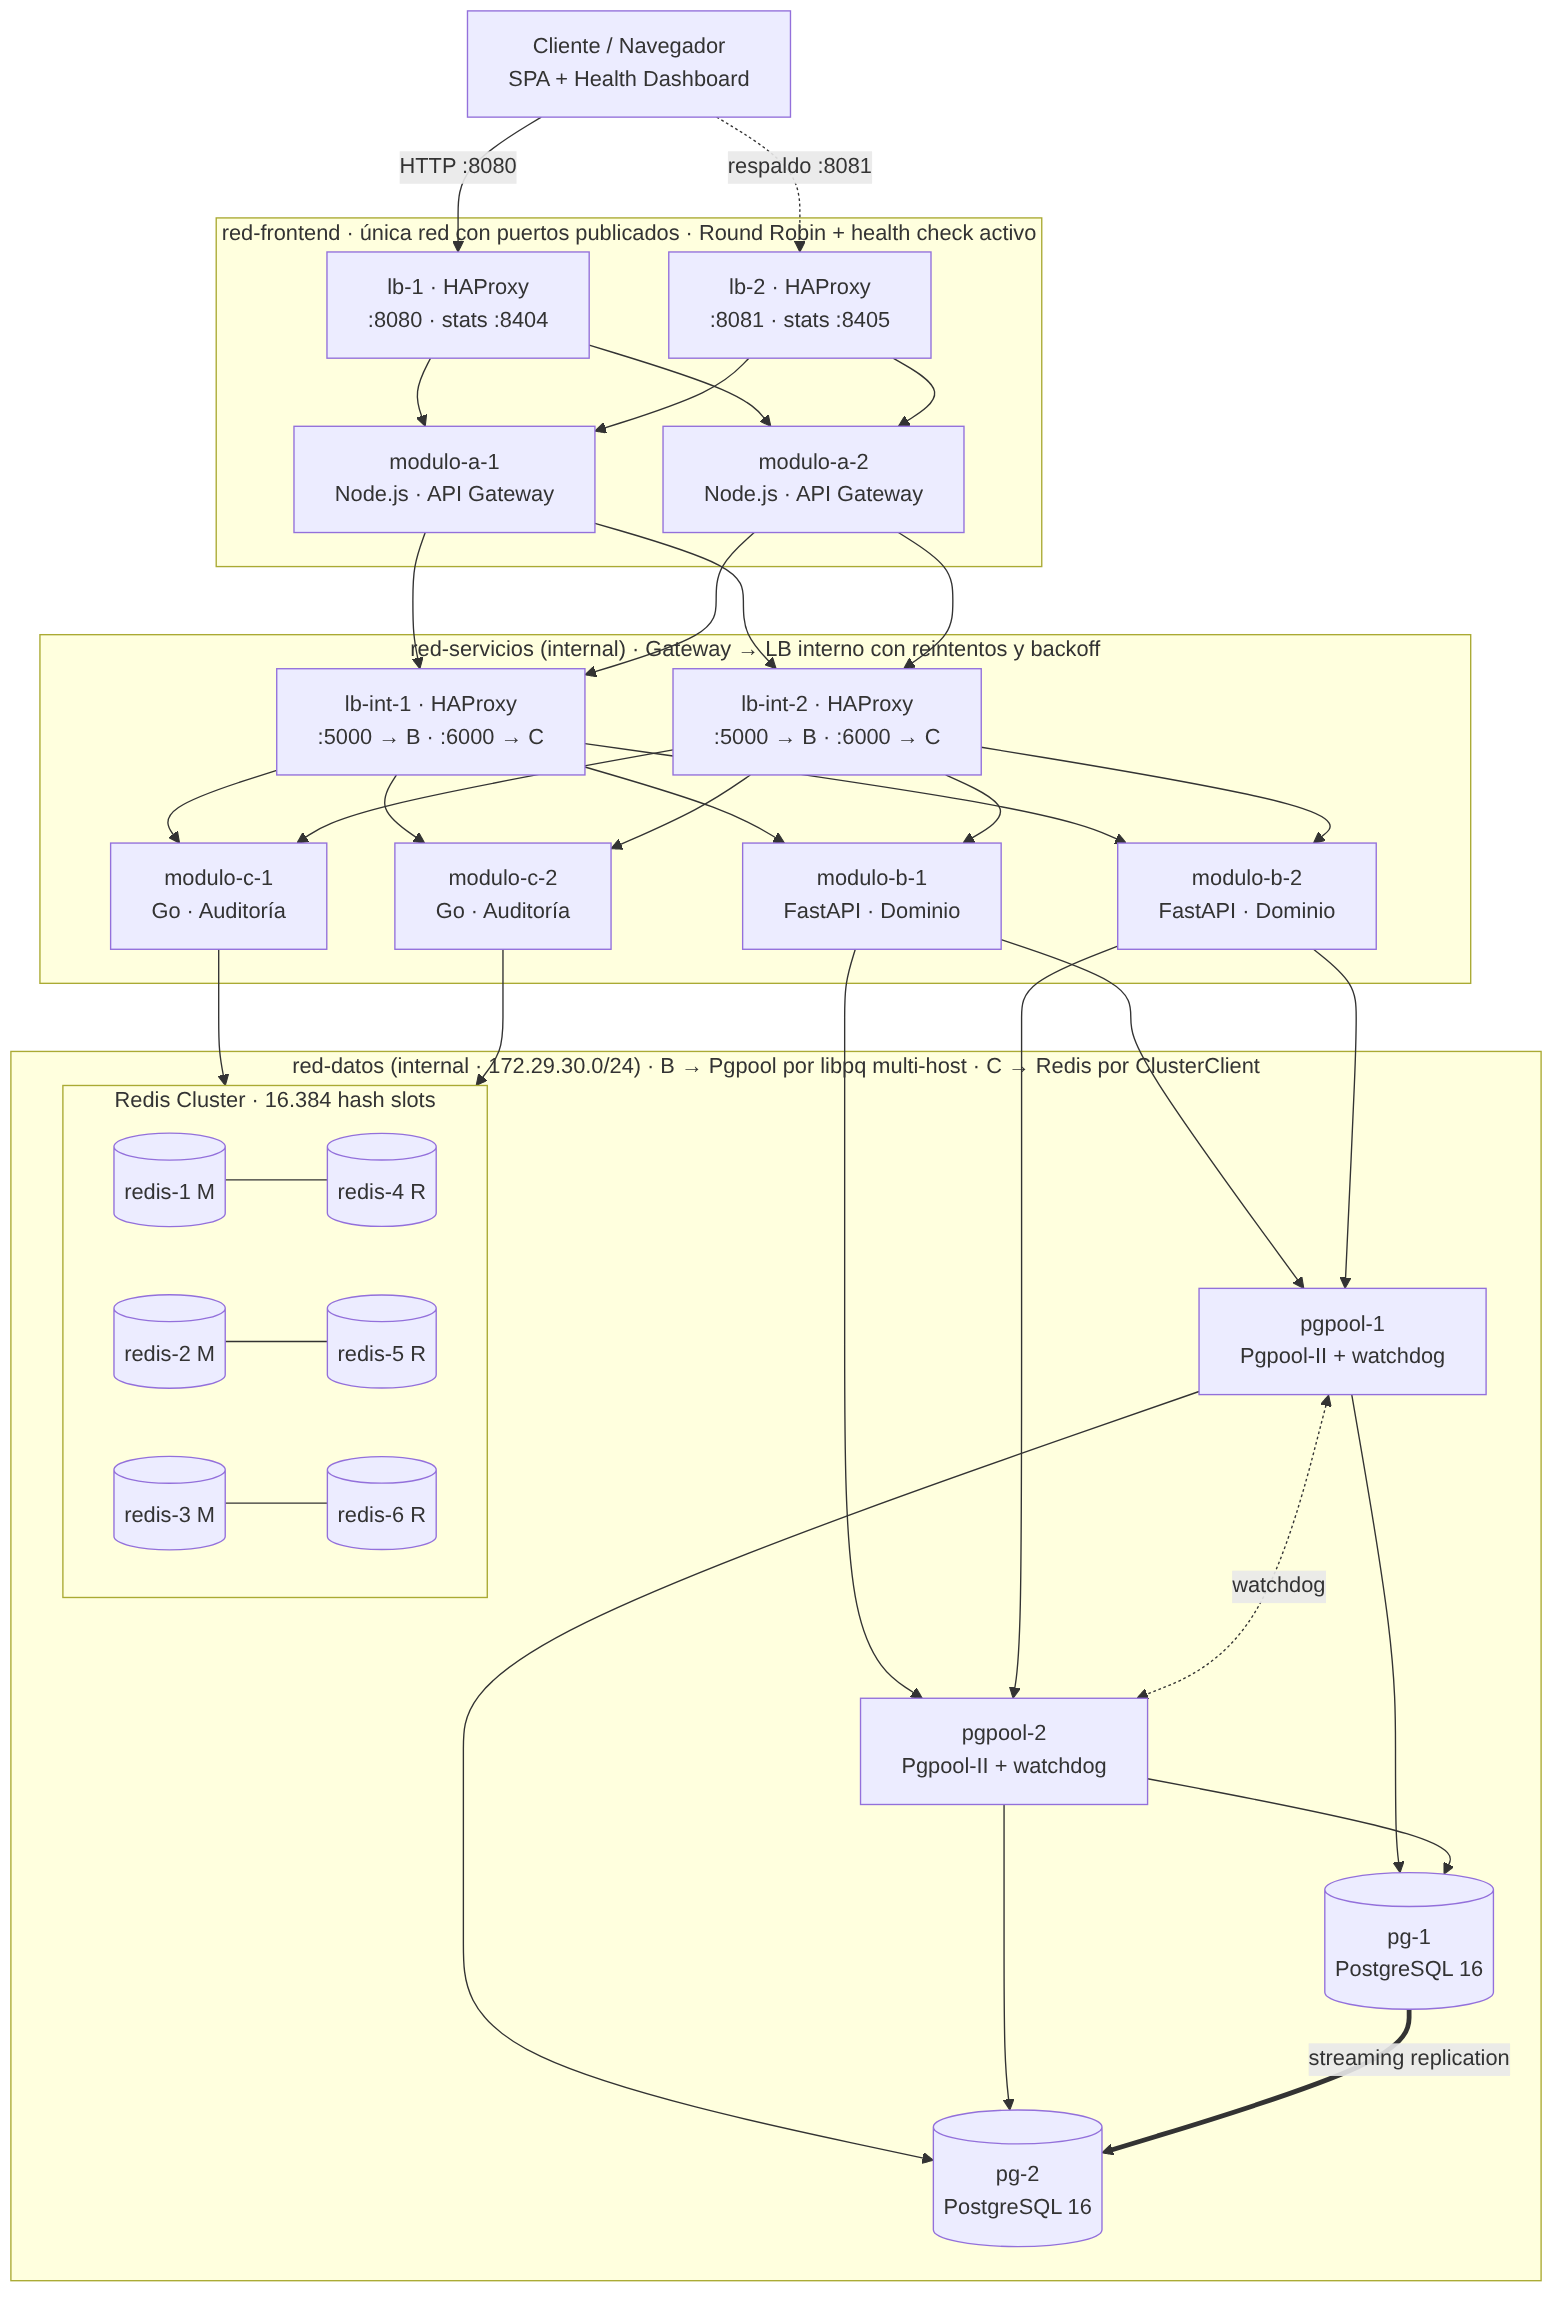 Cliente / Navegador
SPA + Health Dashboard
HTTP :8080
respaldo :8081
red-frontend · única red con puertos publicados · Round Robin + health check activo
lb-1 · HAProxy
:8080 · stats :8404
lb-2 · HAProxy
:8081 · stats :8405
modulo-a-1
Node.js · API Gateway
modulo-a-2
Node.js · API Gateway
red-servicios (internal) · Gateway → LB interno con reintentos y backoff
lb-int-1 · HAProxy
:5000 → B · :6000 → C
lb-int-2 · HAProxy
:5000 → B · :6000 → C
modulo-c-1
Go · Auditoría
modulo-c-2
Go · Auditoría
modulo-b-1
FastAPI · Dominio
modulo-b-2
FastAPI · Dominio
red-datos (internal · 172.29.30.0/24) · B → Pgpool por libpq multi-host · C → Redis por ClusterClient
Redis Cluster · 16.384 hash slots
redis-1 M
redis-4 R
redis-2 M
redis-5 R
redis-3 M
redis-6 R
pgpool-1
Pgpool-II + watchdog
watchdog
pgpool-2
Pgpool-II + watchdog
pg-1
PostgreSQL 16
streaming replication
pg-2
PostgreSQL 16